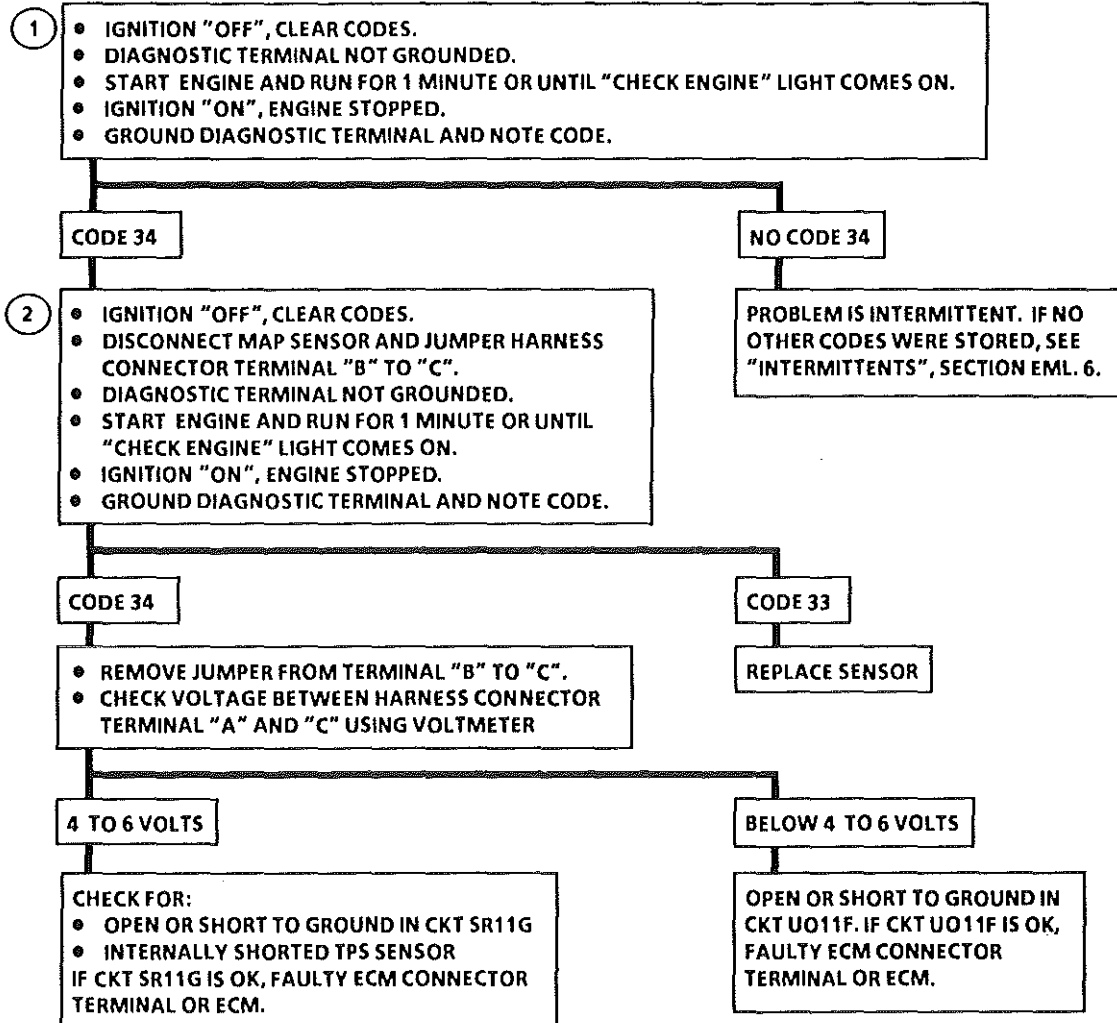 1
• IGNITION "OFF", CLEAR CODES.
• DIAGNOSTIC TERMINAL NOT GROUNDED.
• START ENGINE AND RUN FOR 1 MINUTE OR UNTIL "CHECK ENGINE" LIGHT COMES ON.
• IGNITION "ON", ENGINE STOPPED.
• GROUND DIAGNOSTIC TERMINAL AND NOTE CODE.
CODE 34
NO CODE 34
2
• IGNITION "OFF", CLEAR CODES.
• DISCONNECT MAP SENSOR AND JUMPER HARNESS
CONNECTOR TERMINAL "B" TO "C".
• DIAGNOSTIC TERMINAL NOT GROUNDED.
• START ENGINE AND RUN FOR 1 MINUTE OR UNTIL
"CHECK ENGINE" LIGHT COMES ON.
• IGNITION "ON", ENGINE STOPPED.
• GROUND DIAGNOSTIC TERMINAL AND NOTE CODE.
PROBLEM IS INTERMITTENT. IF NO
OTHER CODES WERE STORED, SEE
"INTERMITTENTS", SECTION EML. 6.
CODE 34
CODE 33
• REMOVE JUMPER FROM TERMINAL "B" TO "C".
• CHECK VOLTAGE BETWEEN HARNESS CONNECTOR
TERMINAL "A" AND "C" USING VOLTMETER
REPLACE SENSOR
4 TO 6 VOLTS
BELOW 4 TO 6 VOLTS
CHECK FOR:
• OPEN OR SHORT TO GROUND IN CKT SR11G
• INTERNALLY SHORTED TPS SENSOR
IF CKT SR11G IS OK, FAULTY ECM CONNECTOR
TERMINAL OR ECM.
OPEN OR SHORT TO GROUND IN
CKT UO11F. IF CKT UO11F IS OK,
FAULTY ECM CONNECTOR
TERMINAL OR ECM.